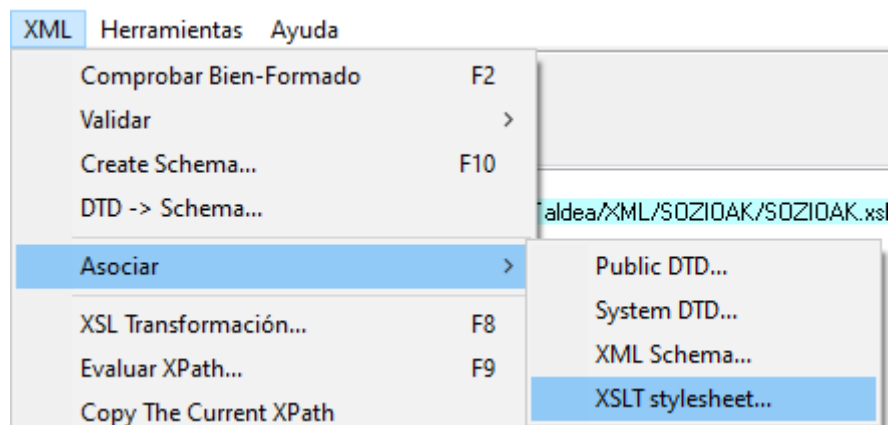 XML Herramientas Ayuda
Comprobar Bien-Formado F2
Validar
Create Schema... F10
DTD -> Schema...
aldea/XML/SOZIOAK/SOZIOAK.xsl
Asociar
Public DTD...
System DTD...
XML Schema...
XSLT stylesheet...
XSL Transformación... F8
Evaluar XPath... F9
Copy The Current XPath